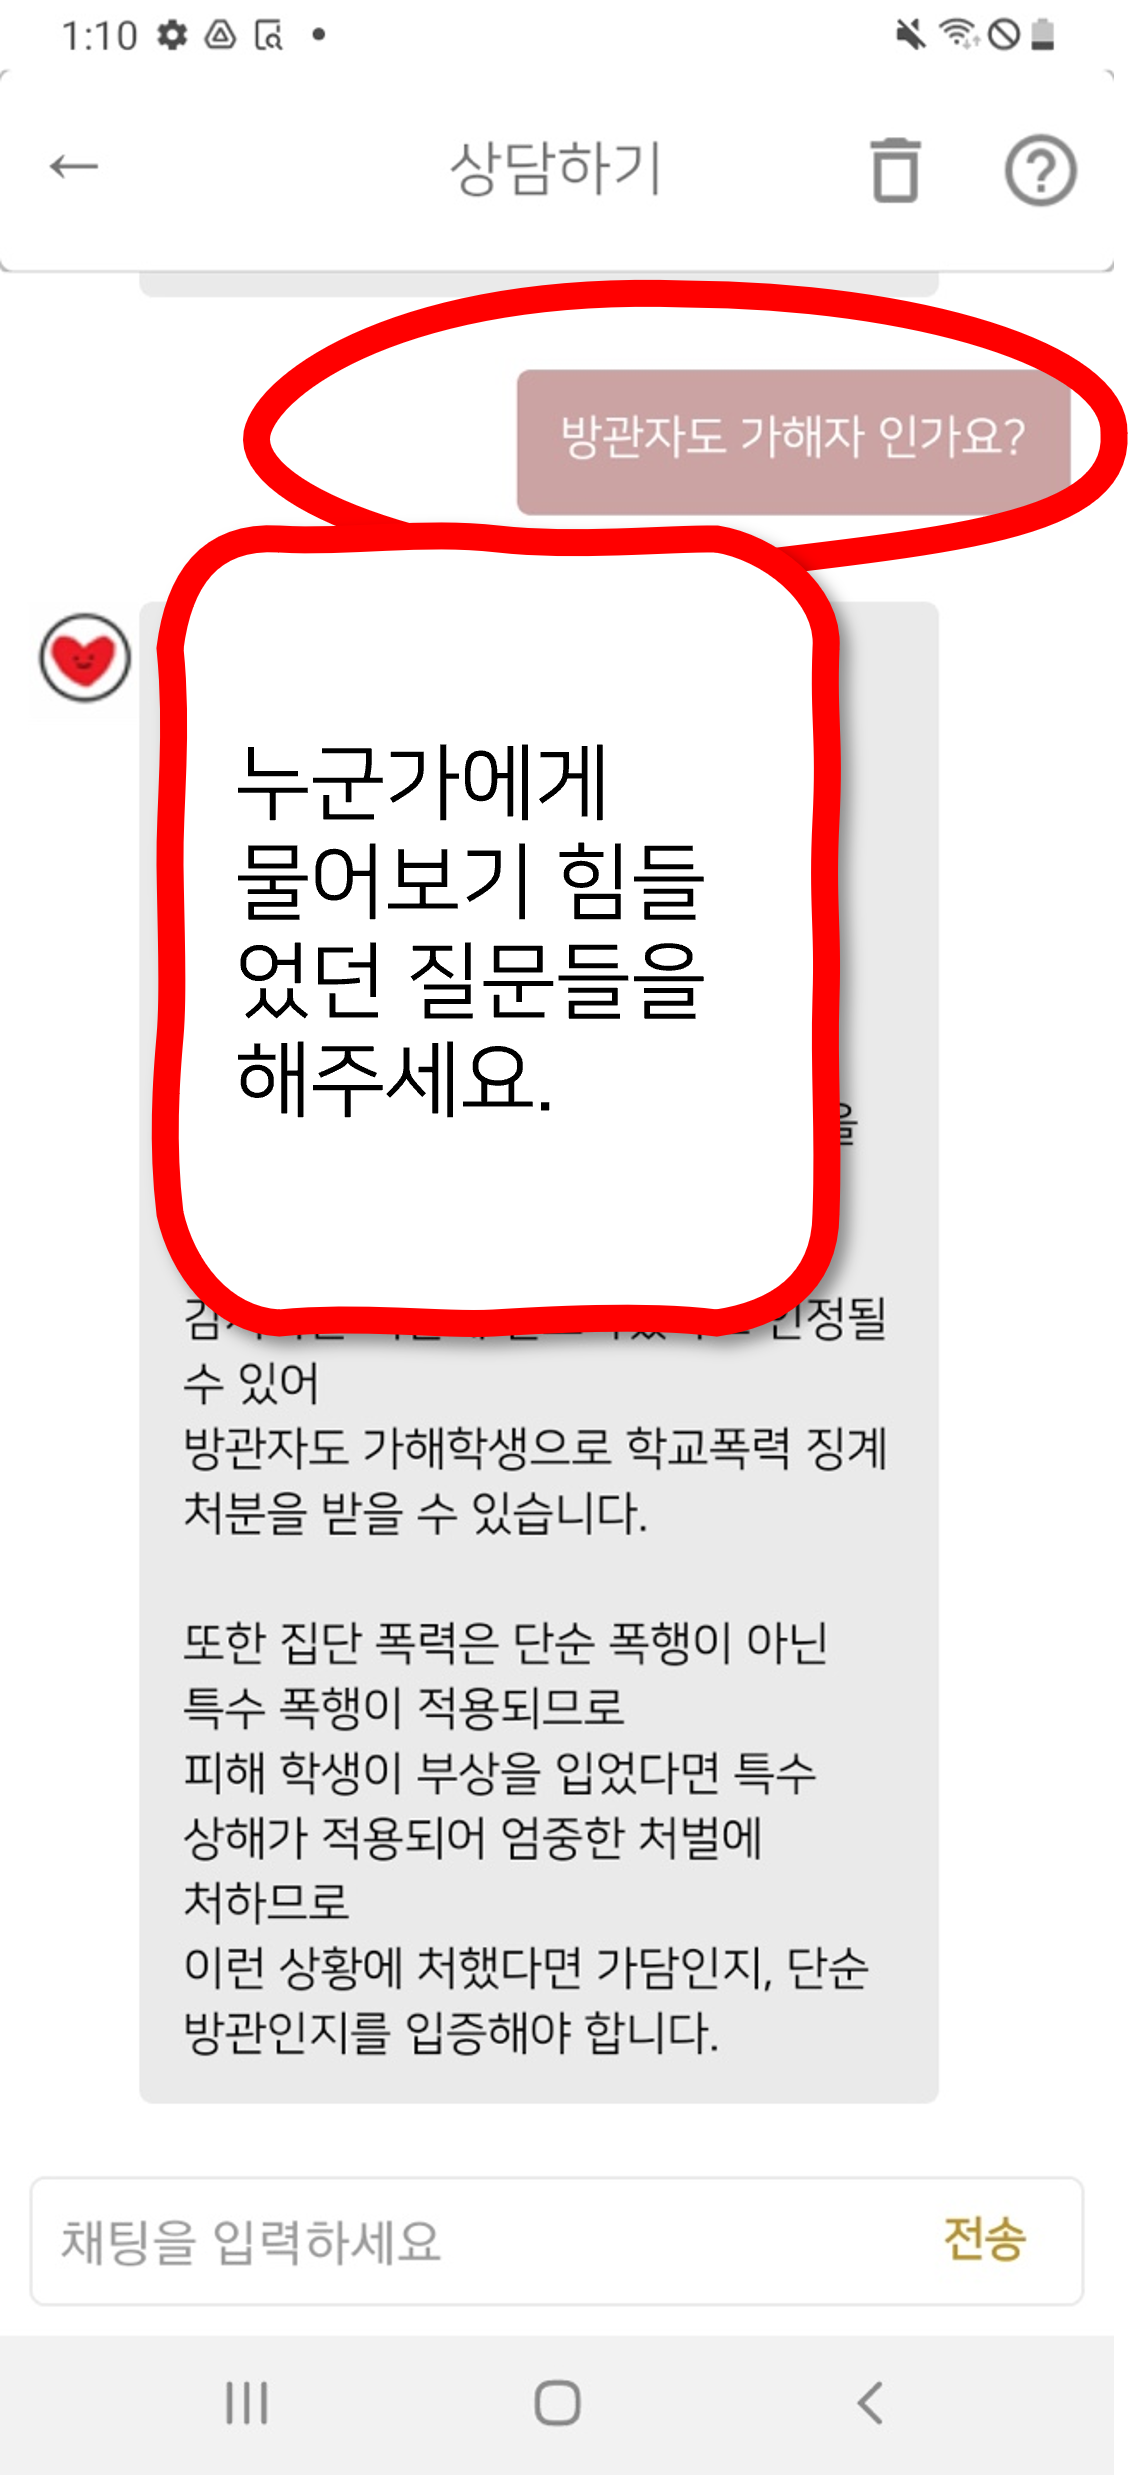 1:10
상담하기
방관자도 가해자 인가요?
누군가에게
물어보기 힘들
었던 질문들을
해주세요.
을
인정될
수 있어
방관자도 가해학생으로 학교폭력 징계
처분을 받을 수 있습니다.
또한 집단 폭력은 단순 폭행이 아닌
특수 폭행이 적용되므로
피해 학생이 부상을 입었다면 특수
상해가 적용되어 엄중한 처벌에
처하므로
이런 상황에 처했다면 가담인지, 단순
방관인지를 입증해야 합니다.
채팅을 입력하세요
전송